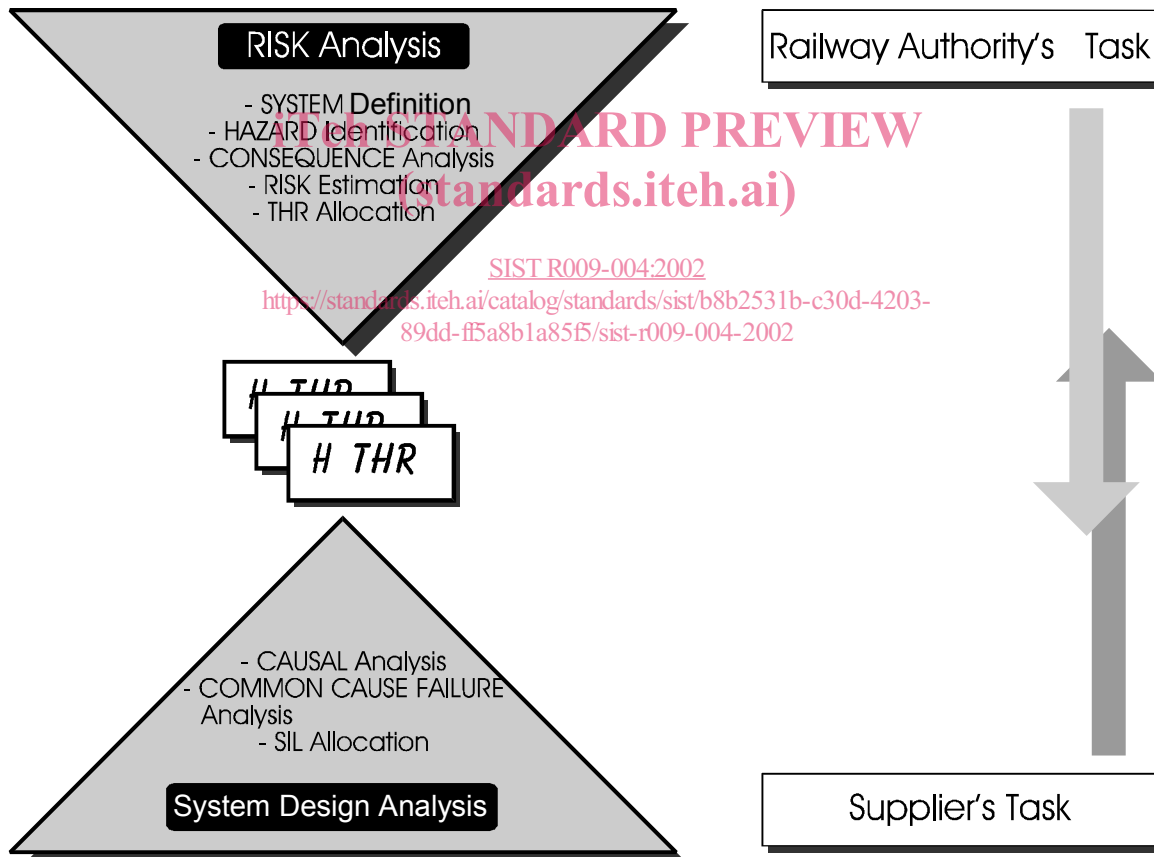 RISK Analysis
- SYSTEM Definition
- HAZARD Identification
- CONSEQUENCE Analysis
- RISK Estimation
- THR Allocation
Railway Authority's Task
iTeh STANDARD PREVIEW
(standards.iteh.ai)
SIST R009-004:2002
https://standards.iteh.ai/catalog/standards/sist/b8b2531b-c30d-4203-
89dd-ff5a8b1a85f5/sist-r009-004-2002
H THR
H THR
H THR
- CAUSAL Analysis
- COMMON CAUSE FAILURE
Analysis
- SIL Allocation
System Design Analysis
Supplier's Task